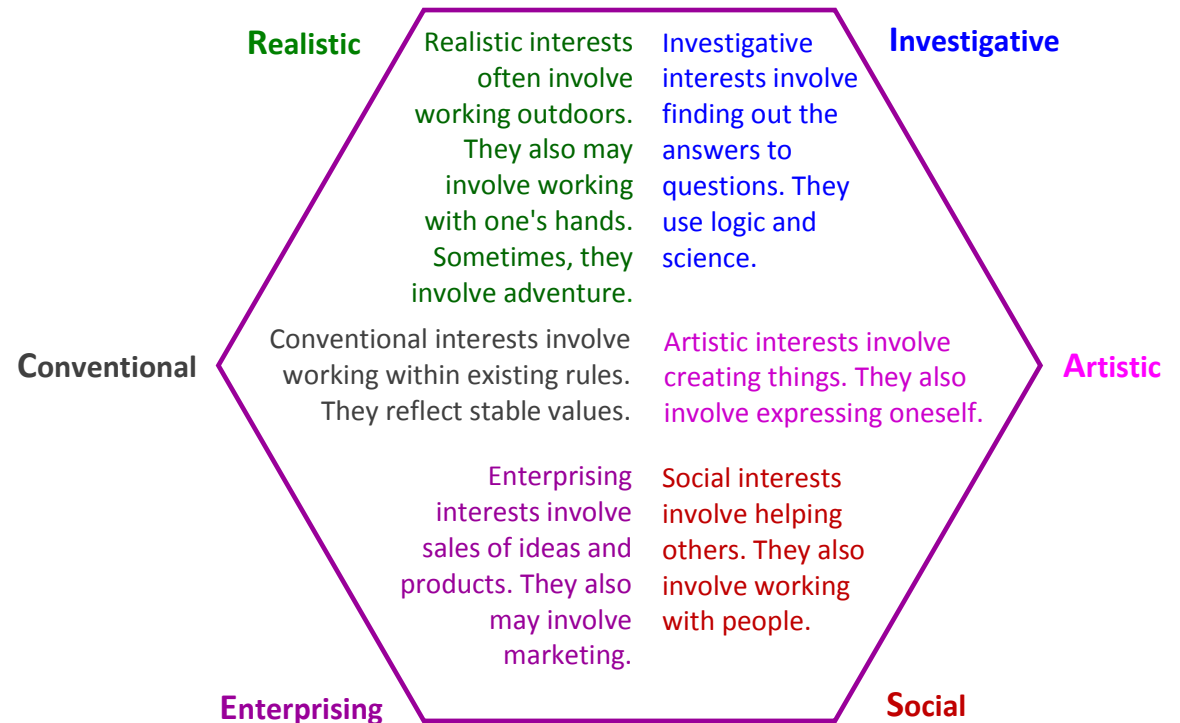 Realistic
Realistic interests
often involve
working outdoors.
They also may
involve working
with one's hands.
Sometimes, they
involve adventure.
Investigative
interests involve
finding out the
answers to
questions. They
use logic and
science.
Investigative
Conventional
Conventional interests involve
working within existing rules.
They reflect stable values.
Artistic interests involve
creating things. They also
involve expressing oneself.
Artistic
Enterprising
interests involve
sales of ideas and
products. They also
may involve
marketing.
Social interests
involve helping
others. They also
involve working
with people.
Enterprising
Social